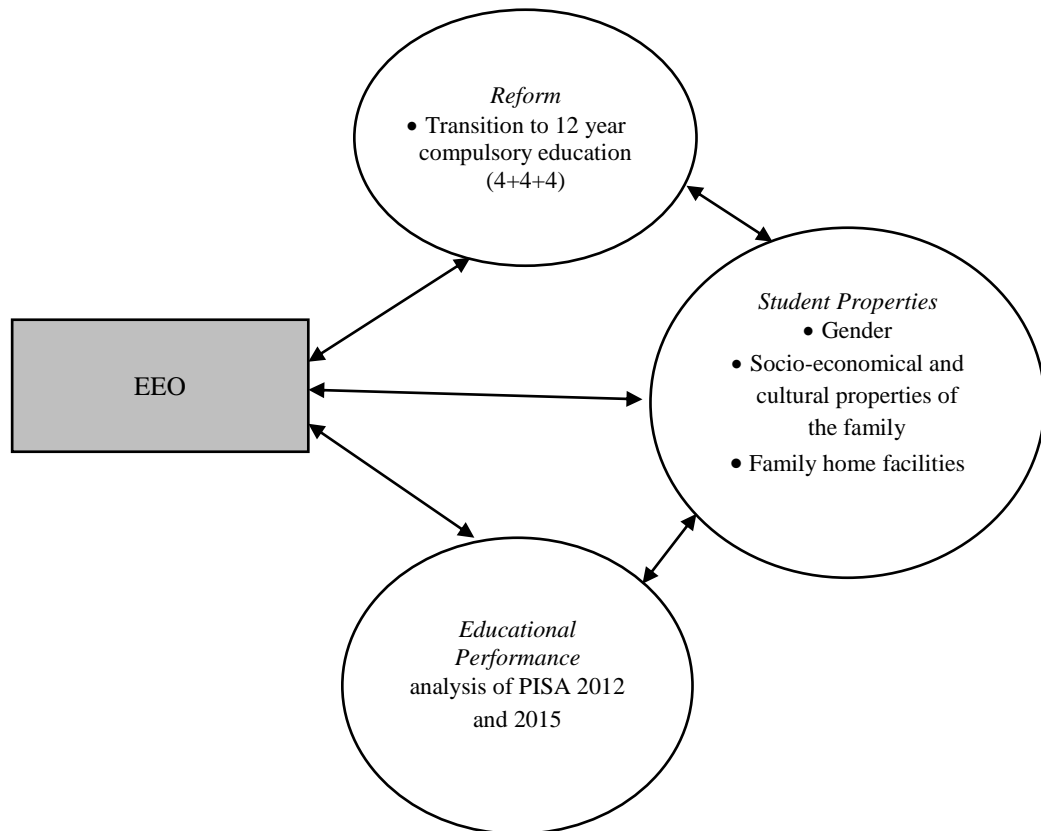 Reform
• Transition to 12 year
compulsory education
(4+4+4)
Student Properties
• Gender
• Socio-economical and
cultural properties of
the family
• Family home facilities
EEO
Educational
Performance
analysis of PISA 2012
and 2015